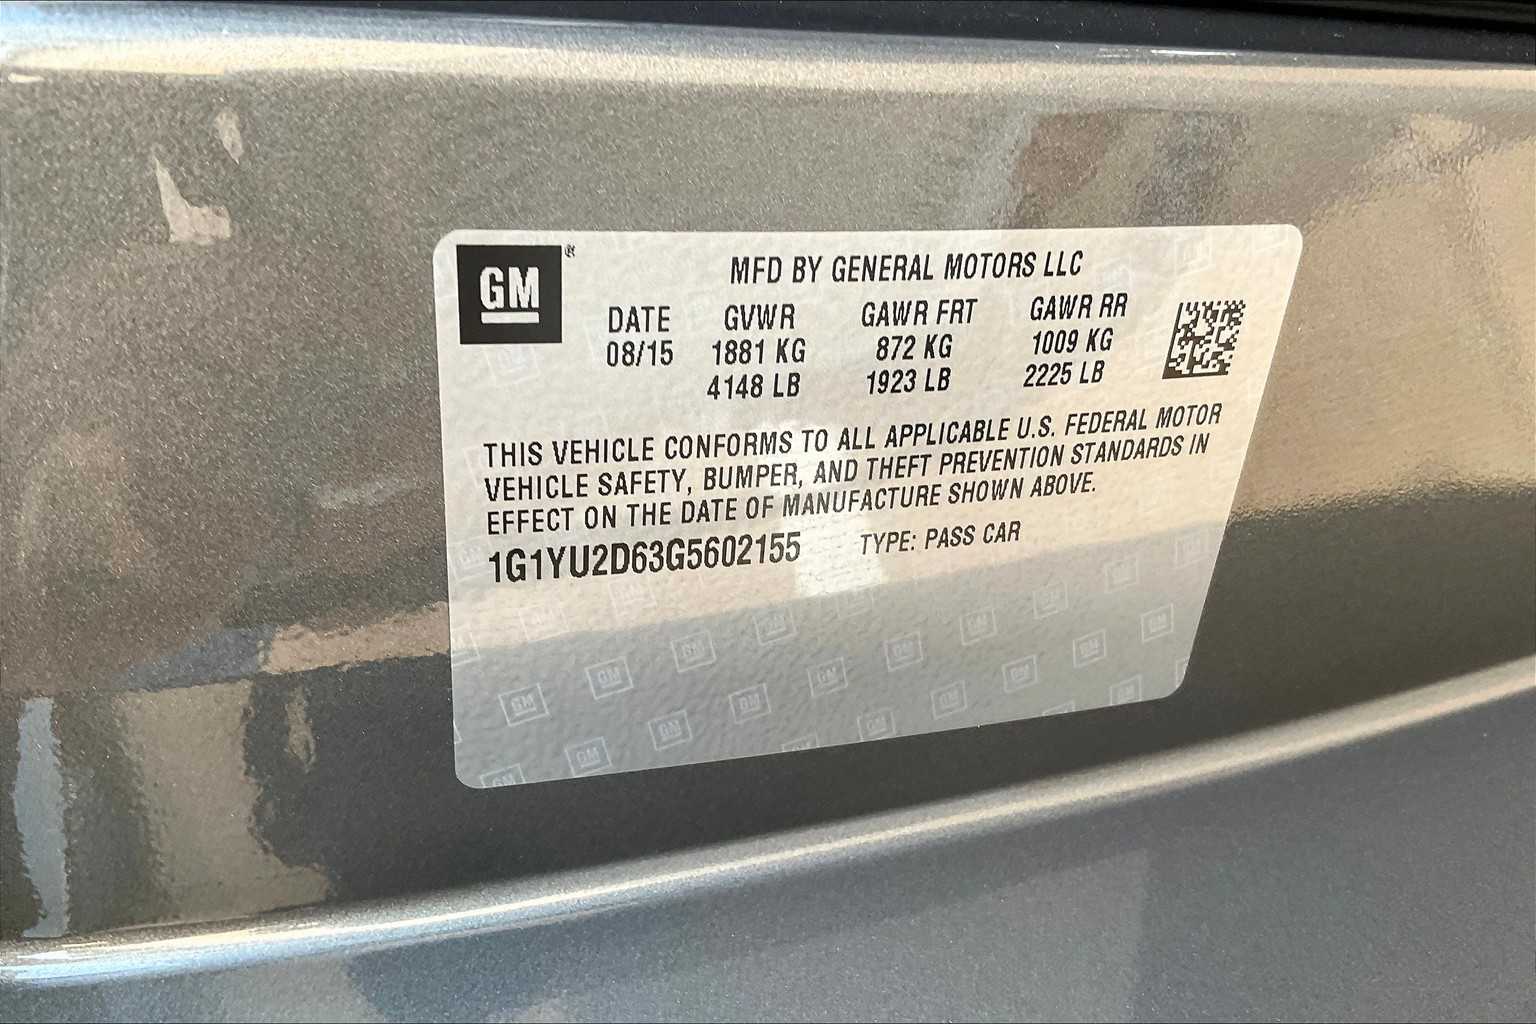 GM®
MFD BY GENERAL MOTORS LLC
DATE GVWR GAWR FRT GAWR RR
08/15 1881 KG 872 KG 1009 KG
4148 LB 1923 LB 2225 LB
THIS VEHICLE CONFORMS TO ALL APPLICABLE U.S. FEDERAL MOTOR
VEHICLE SAFETY, BUMPER, AND THEFT PREVENTION STANDARDS IN
EFFECT ON THE DATE OF MANUFACTURE SHOWN ABOVE.
1G1YU2D63G5602155 TYPE: PASS CAR